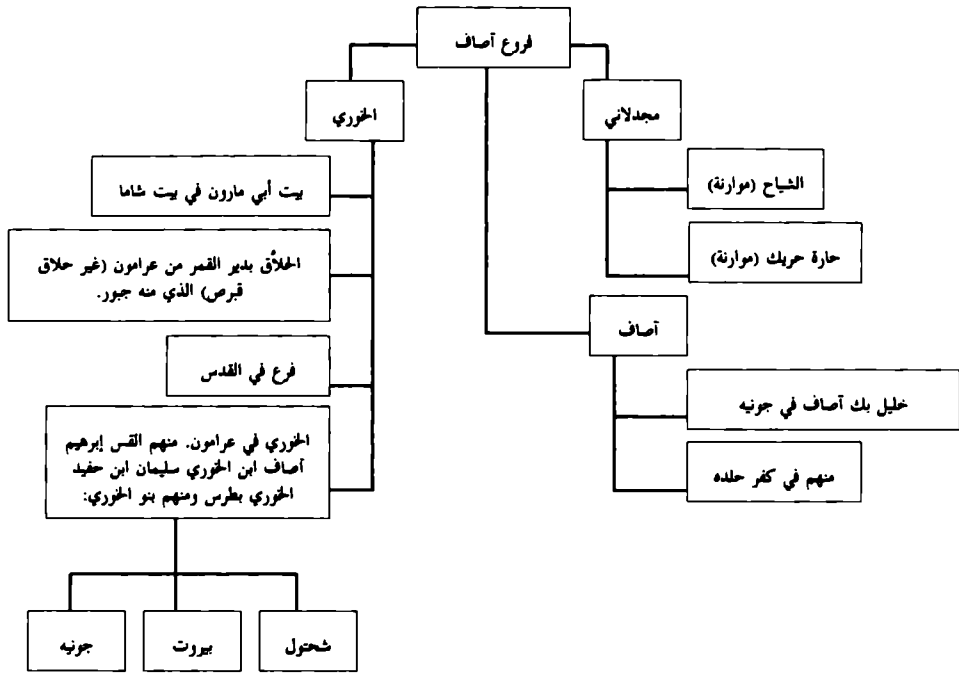 فروع آصاف
مجدلاني
الشياح (موارنة)
حارة حريك (موارنة)
آصاف
خليل بك آصاف في جونيه
منهم في كفر حلده
الخوري
بيت أبي مارون في بيت شاما
الحلاّق بدير القمر من عرامون (غير حلاق
قبرص) الذي منه جبور.
فرع في القدس
الخوري في عرامون. منهم القس إبرهيم
آصاف ابن الخوري سليمان ابن حفيد
الخوري بطرس ومنهم بنو الخوري:
شحتول
بيروت
جونيه